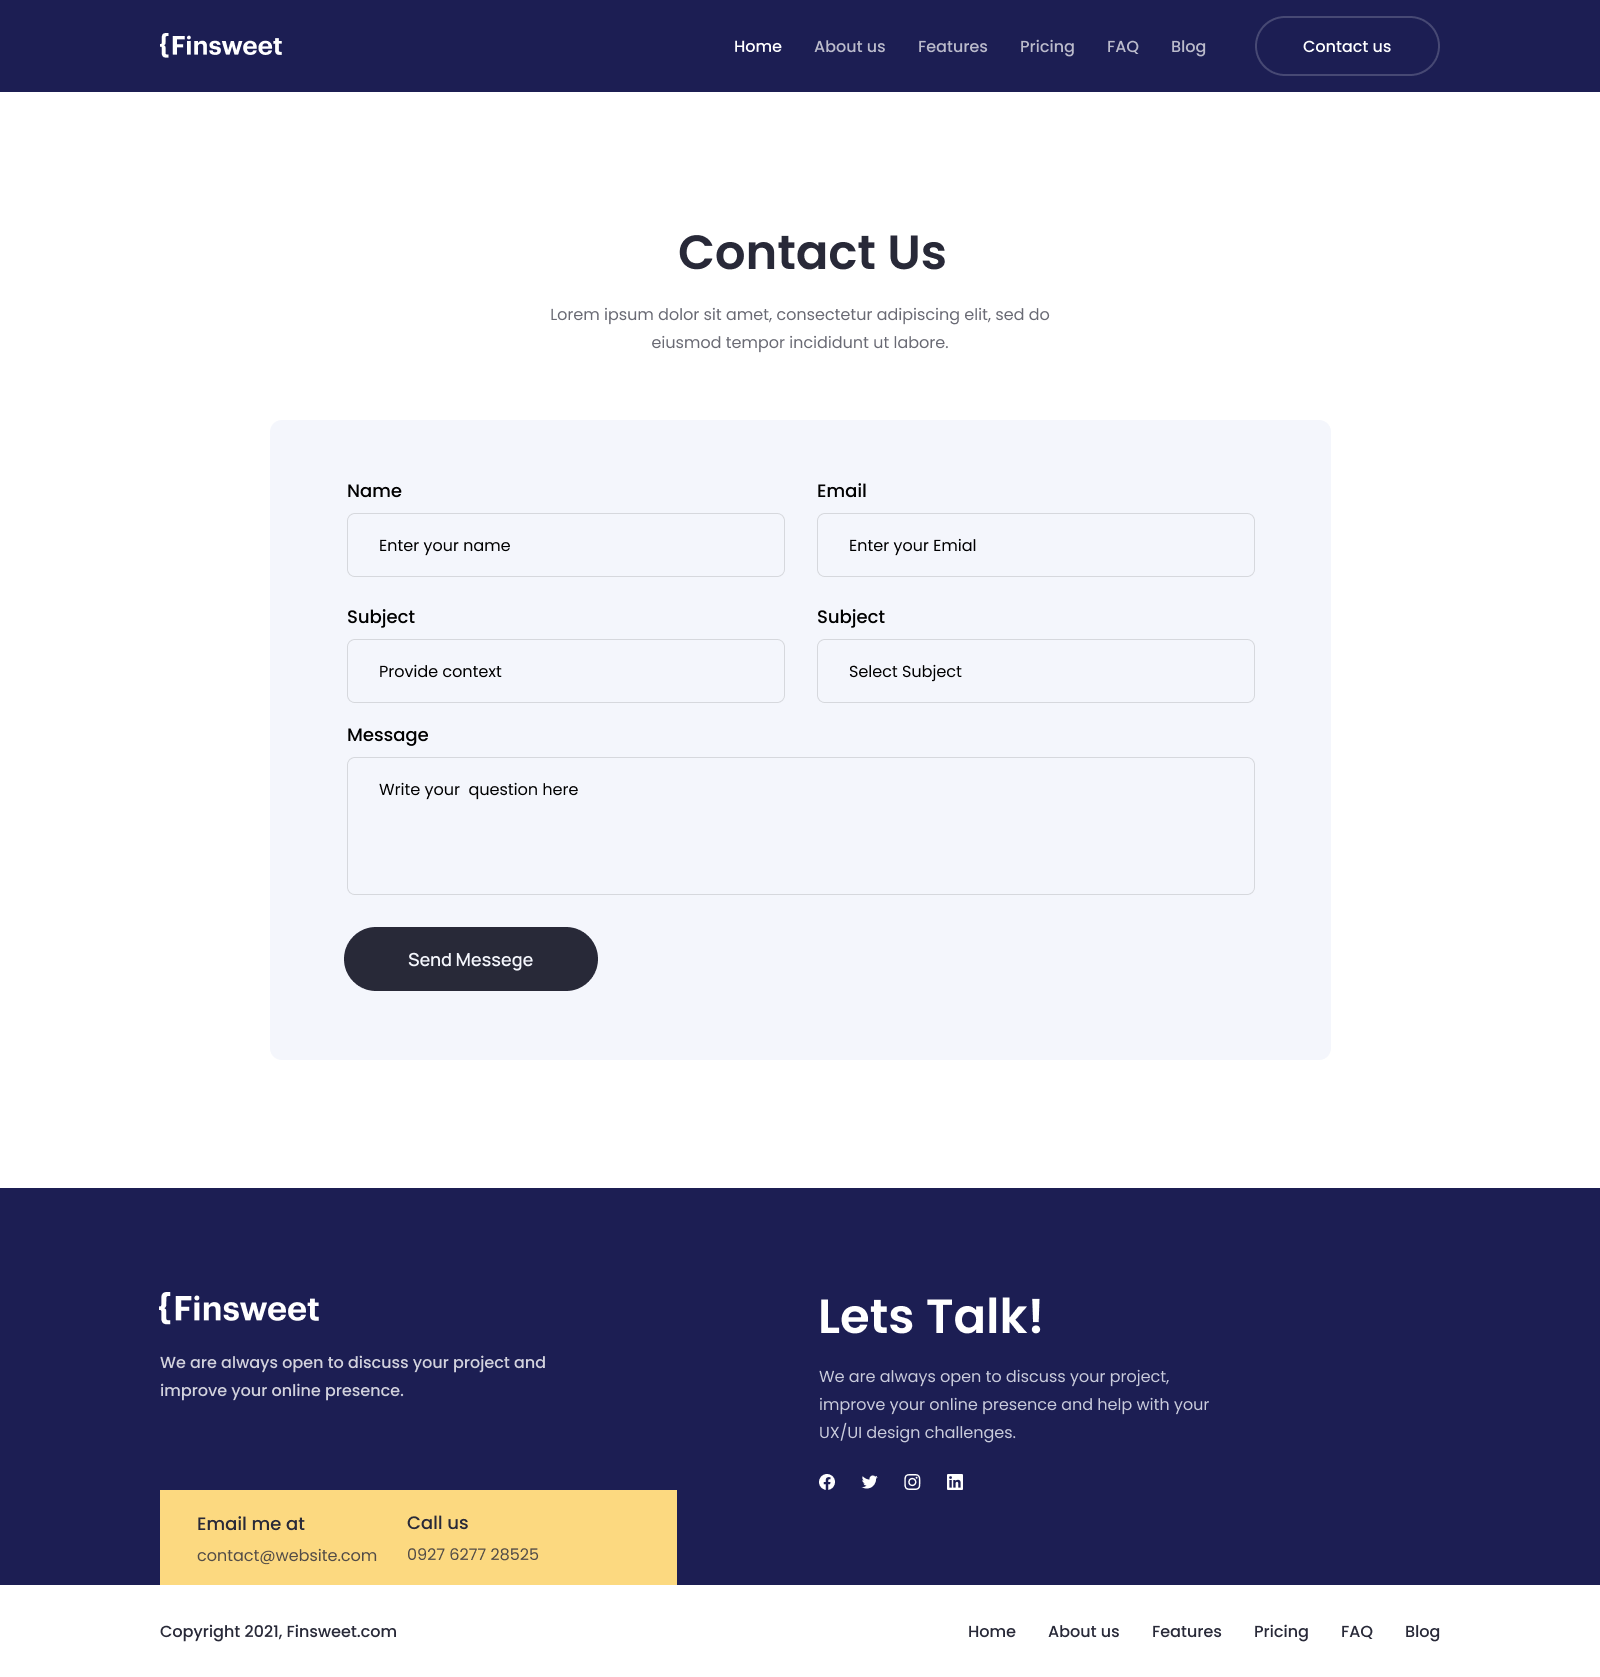 {Finsweet
Home About us Features Pricing FAQ Blog Contact us
Contact Us
Lorem ipsum dolor sit amet, consectetur adipiscing elit, sed do
eiusmod tempor incididunt ut labore.
Name
Enter your name
Email
Enter your Emial
Subject
Provide context
Subject
Select Subject
Message
Write your  question here
Send Messege
{Finsweet
We are always open to discuss your project and
improve your online presence.
Email me at
contact@website.com
Call us
0927 6277 28525
Lets Talk!
We are always open to discuss your project,
improve your online presence and help with your
UX/UI design challenges.
Copyright 2021, Finsweet.com
Home About us Features Pricing FAQ Blog